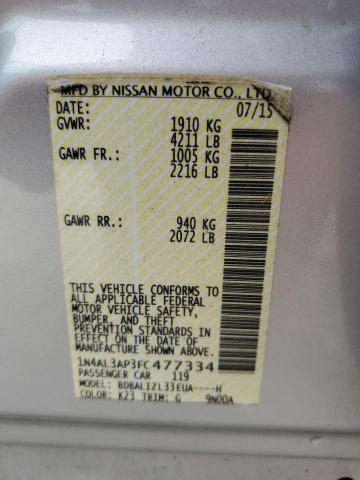 MFD BY NISSAN MOTOR CO., LTD.
DATE: 07/15
GVWR: 1910 KG
4211 LB
GAWR FR.: 1005 KG
2216 LB
GAWR RR.: 940 KG
2072 LB
THIS VEHICLE CONFORMS TO
ALL APPLICABLE FEDERAL
MOTOR VEHICLE SAFETY,
BUMPER, AND THEFT
PREVENTION STANDARDS IN
EFFECT ON THE DATE OF
MANUFACTURE SHOWN ABOVE.
1N4AL3AP3FC477334
PASSENGER CAR 119
MODEL: BDBALIZL33EUA----H
COLOR: K23 TRIM: G 9N00A